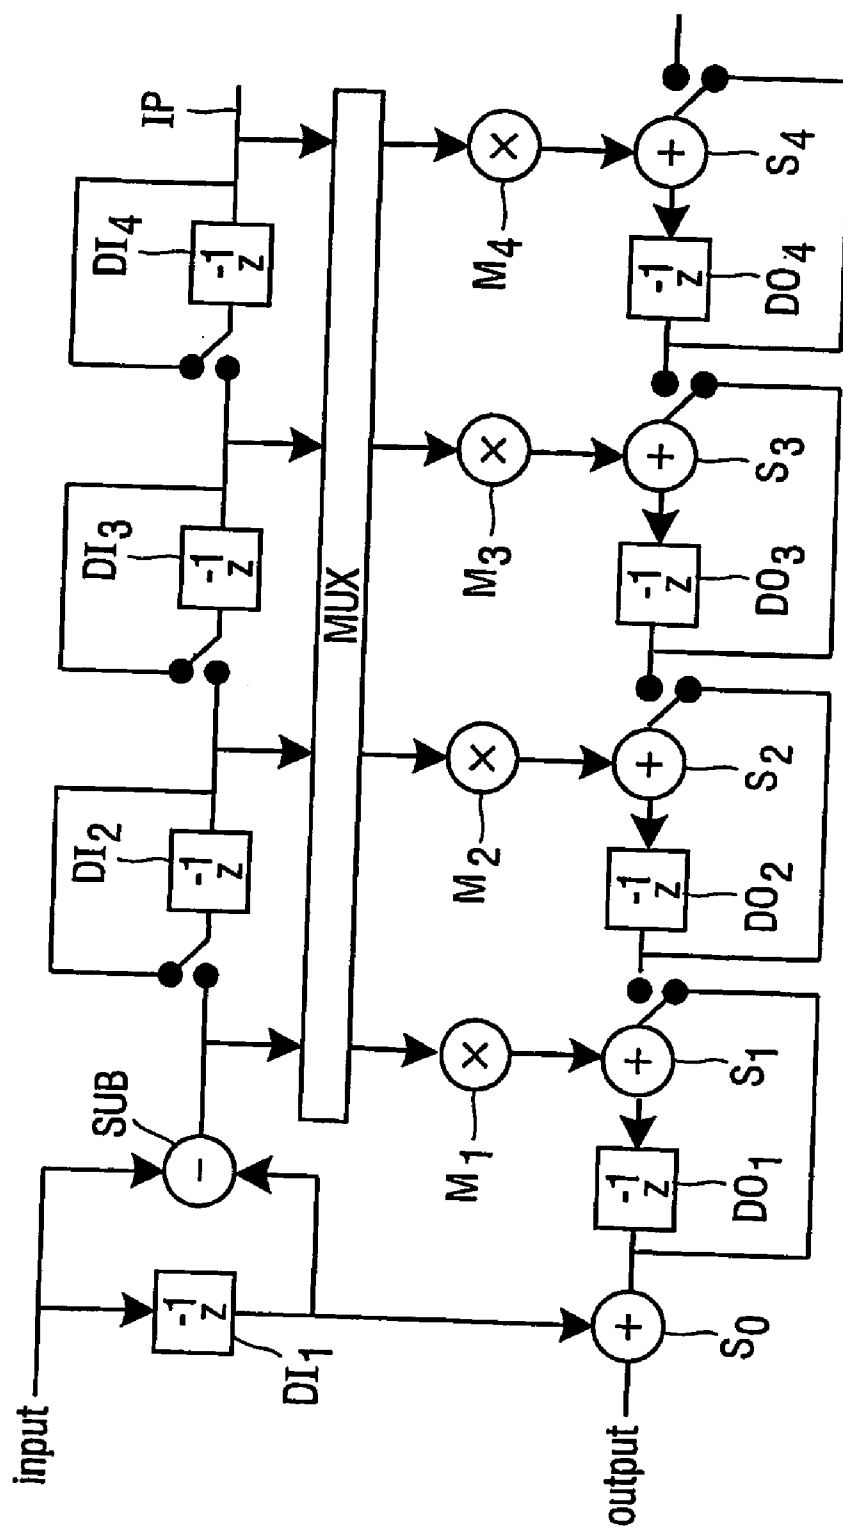 input
DI1
z-1
SUB
DI2
z-1
DI3
z-1
DI4
z-1
IP
MUX
M1
×
M2
×
M3
×
M4
×
output
S0
+
DO1
z-1
S1
+
DO2
z-1
S2
+
DO3
z-1
S3
+
DO4
z-1
S4
+
−